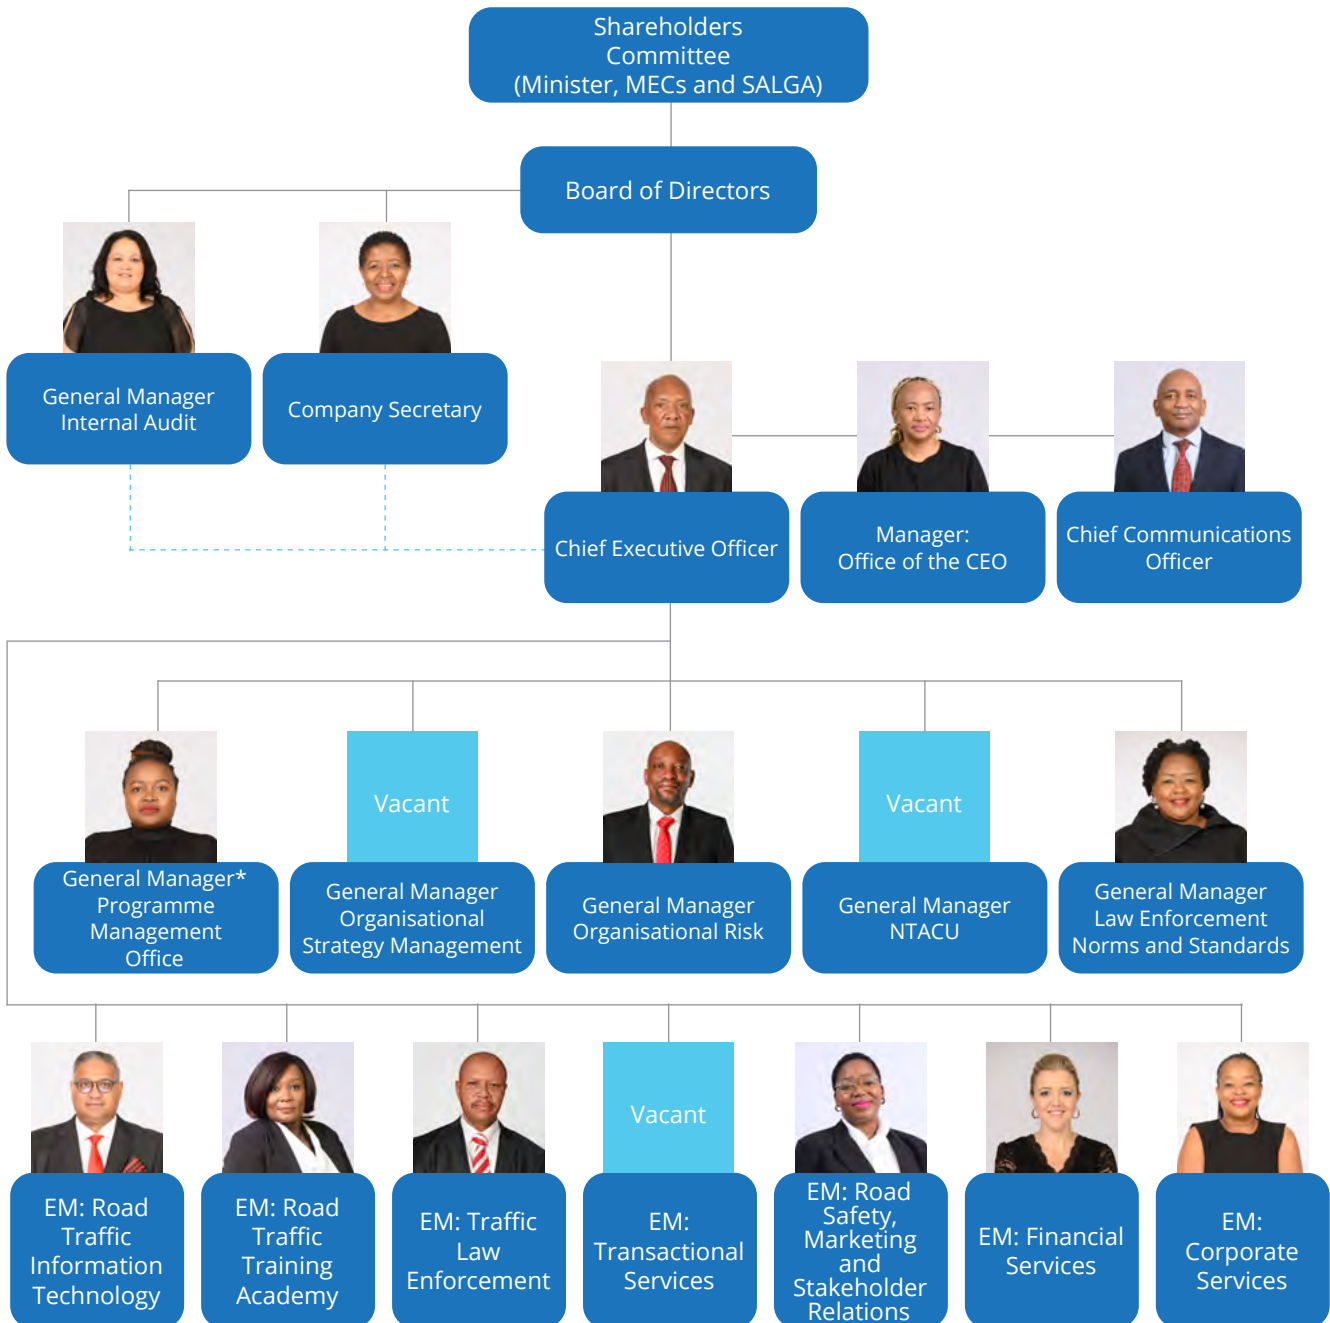 Shareholders
Committee
(Minister, MECs and SALGA)
Board of Directors
General Manager
Internal Audit
Company Secretary
Chief Executive Officer
Manager:
Office of the CEO
Chief Communications
Officer
Vacant
Vacant
General Manager*
Programme
Management
Office
General Manager
Organisational
Strategy Management
General Manager
Organisational Risk
General Manager
NTACU
General Manager
Law Enforcement
Norms and Standards
Vacant
EM: Road
Traffic
Information
Technology
EM: Road
Traffic
Training
Academy
EM: Traffic
Law
Enforcement
EM:
Transactional
Services
EM: Road
Safety,
Marketing
and
Stakeholder
Relations
EM: Financial
Services
EM:
Corporate
Services